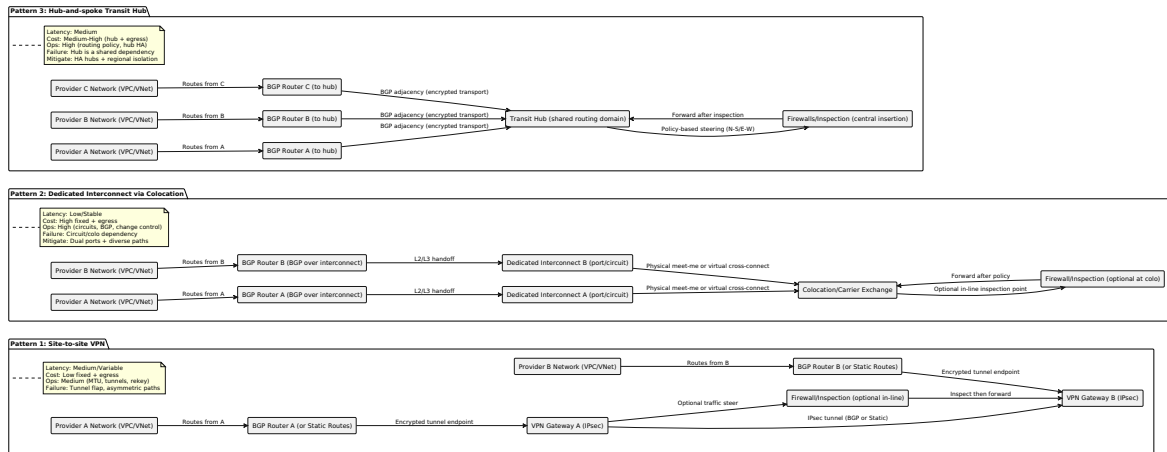 Pattern 3: Hub-and-spoke Transit Hub
Latency: Medium
Cost: Medium-High (hub + egress)
Ops: High (routing policy, hub HA)
Failure: Hub is a shared dependency
Mitigate: HA hubs + regional isolation
Provider C Network (VPC/VNet)
Routes from C
BGP Router C (to hub)
BGP adjacency (encrypted transport)
Provider B Network (VPC/VNet)
Routes from B
BGP Router B (to hub)
BGP adjacency (encrypted transport)
Transit Hub (shared routing domain)
Forward after inspection
Firewalls/Inspection (central insertion)
Policy-based steering (N-S/E-W)
BGP adjacency (encrypted transport)
Provider A Network (VPC/VNet)
Routes from A
BGP Router A (to hub)
Pattern 2: Dedicated Interconnect via Colocation
Latency: Low/Stable
Cost: High fixed + egress
Ops: High (circuits, BGP, change control)
Failure: Circuit/colo dependency
Mitigate: Dual ports + diverse paths
Provider B Network (VPC/VNet)
Routes from B
BGP Router B (BGP over interconnect)
L2/L3 handoff
Dedicated Interconnect B (port/circuit)
Physical meet-me or virtual cross-connect
Forward after policy
Firewall/Inspection (optional at colo)
Provider A Network (VPC/VNet)
Routes from A
BGP Router A (BGP over interconnect)
L2/L3 handoff
Dedicated Interconnect A (port/circuit)
Physical meet-me or virtual cross-connect
Colocation/Carrier Exchange
Optional in-line inspection point
Pattern 1: Site-to-site VPN
Latency: Medium/Variable
Cost: Low fixed + egress
Ops: Medium (MTU, tunnels, rekey)
Failure: Tunnel flap, asymmetric paths
Provider B Network (VPC/VNet)
Routes from B
BGP Router B (or Static Routes)
Encrypted tunnel endpoint
Optional traffic steer
Firewall/Inspection (optional in-line)
Inspect then forward
VPN Gateway B (IPsec)
Provider A Network (VPC/VNet)
Routes from A
BGP Router A (or Static Routes)
Encrypted tunnel endpoint
VPN Gateway A (IPsec)
IPsec tunnel (BGP or Static)